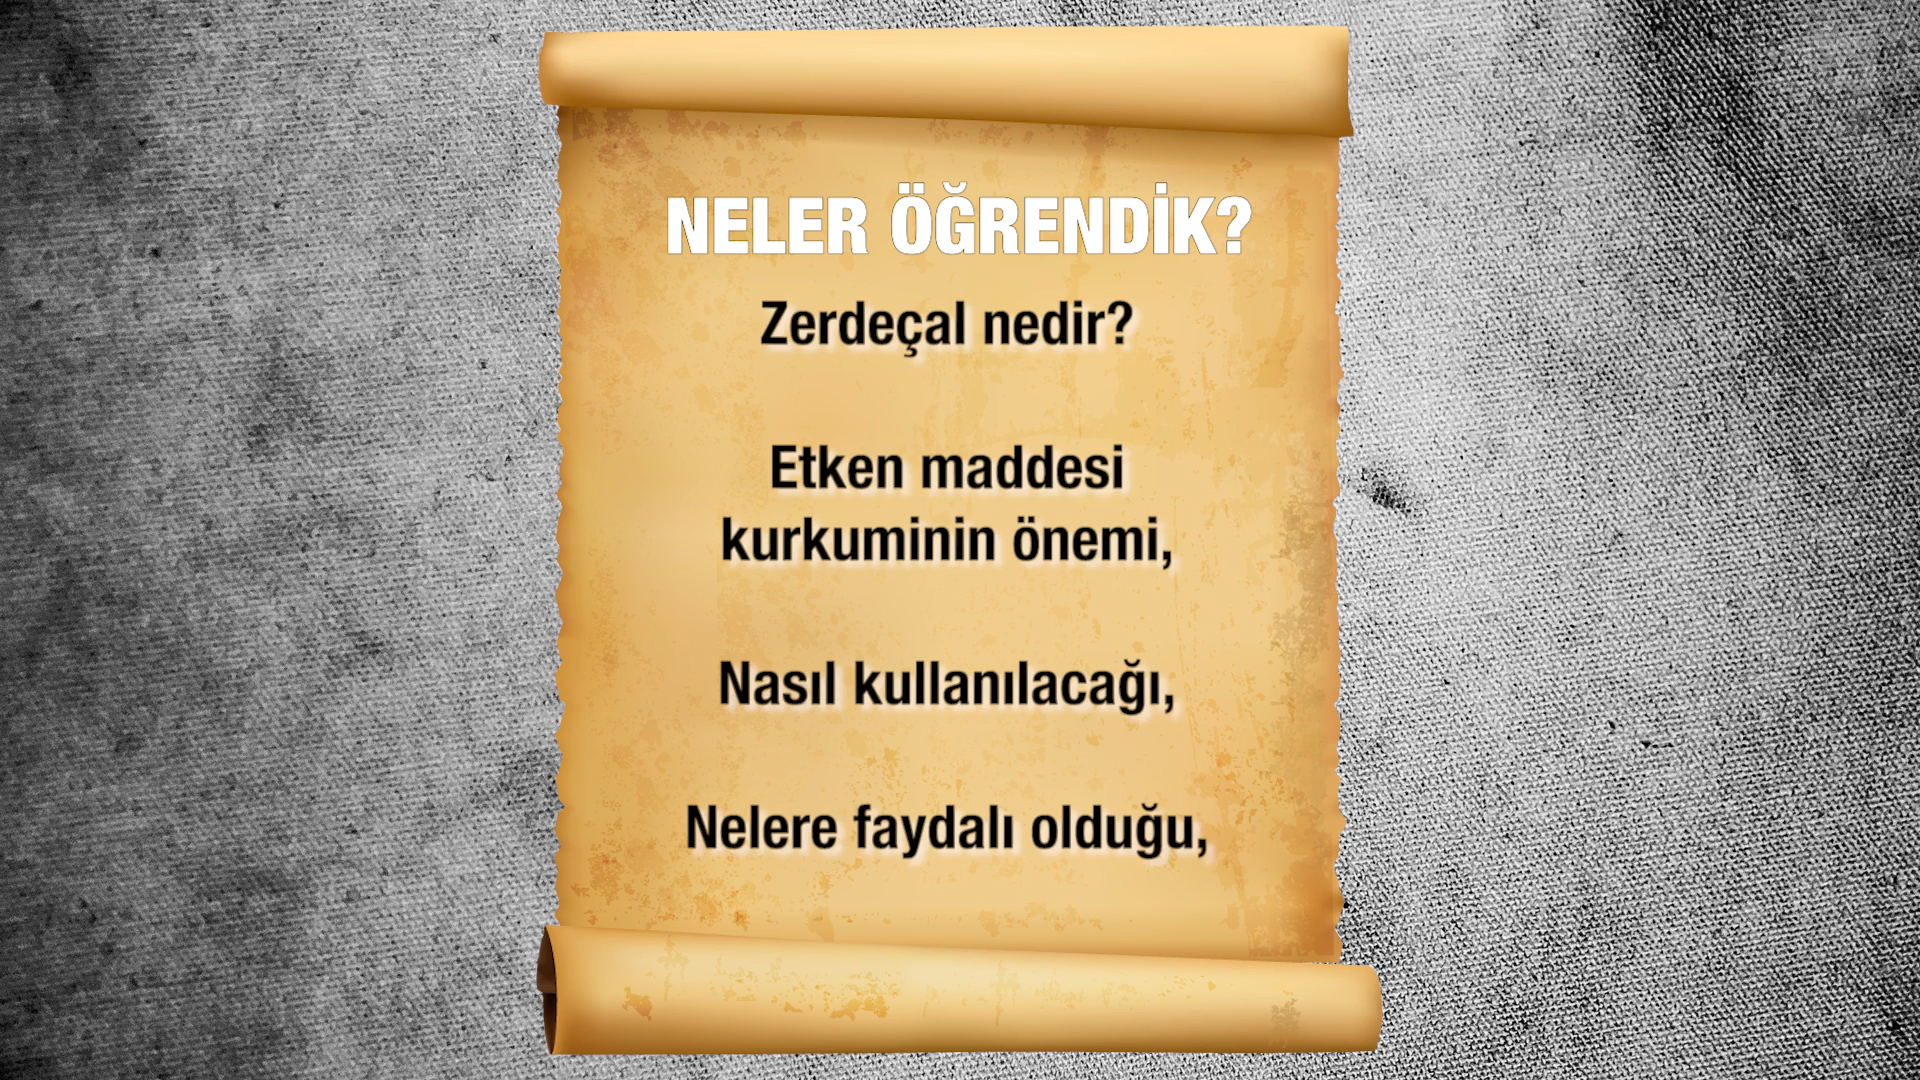 NELER ÖĞRENDİK?
Zerdeçal nedir?
Etken maddesi
kurkuminin önemi,
Nasıl kullanılacağı,
Nelere faydalı olduğu,